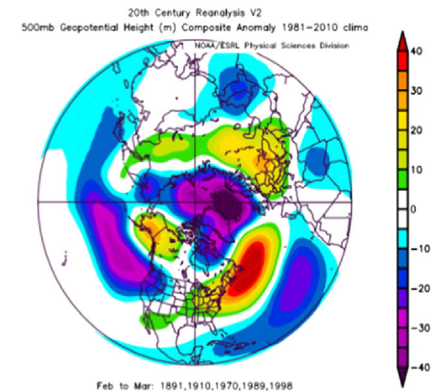 20th Century Reanalysis V2
500mb Geopotential Height (m) Composite Anomaly 1981-2010 climo
NOAA/ESRL Physical Sciences Division
40
30
20
10
0
-10
-20
-30
-40
Feb to Mar: 1891,1910,1970,1989,1998